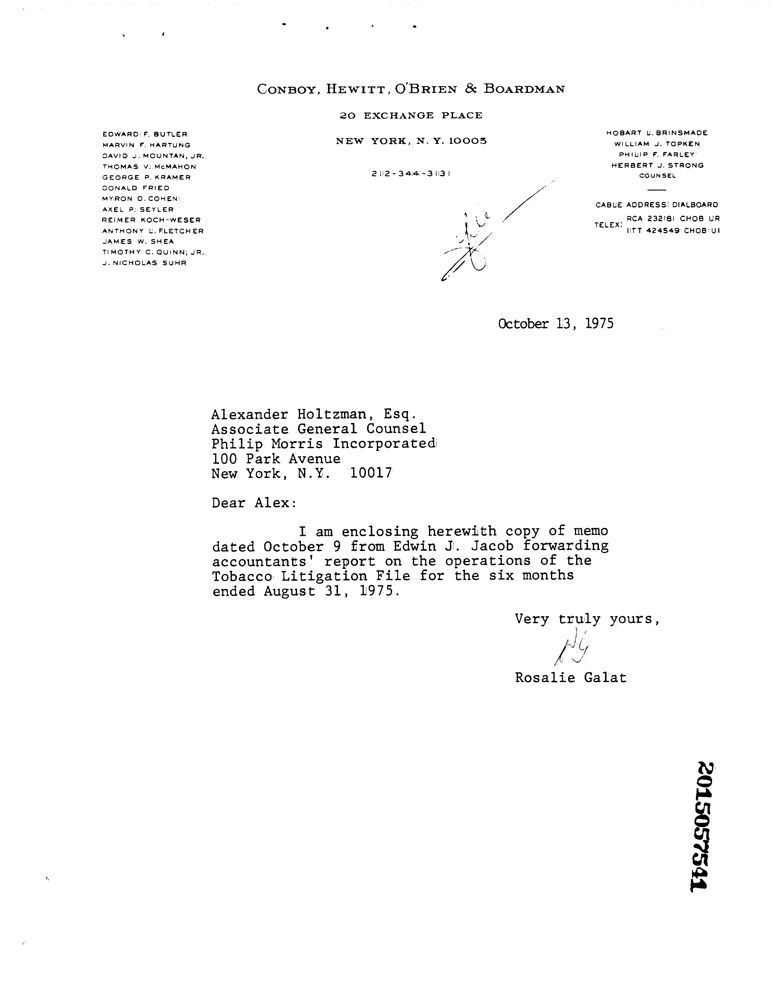 CONBOY, HEWITT, O'BRIEN & BOARDMAN
20 EXCHANGE PLACE
NEW YORK, N. Y. 10005
212-344-3131
EDWARD F. BUTLER
MARVIN F. HARTUNG
DAVID J. MOUNTAN, JR.
THOMAS V. McMAHON
GEORGE P. KRAMER
DONALD FRIED
MYRON D. COHEN
AXEL P. SEYLER
REIMER KOCH-WESER
ANTHONY L. FLETCHER
JAMES W. SHEA
TIMOTHY C. QUINN, JR.
J. NICHOLAS SUHR
HOBART L. BRINSMADE
WILLIAM J. TOPKEN
PHILIP F. FARLEY
HERBERT J. STRONG
COUNSEL
CABLE ADDRESS: DIALBOARD
TELEX: RCA 232181 CHOB UR
ITT 424549 CHOB UI
October 13, 1975
Alexander Holtzman, Esq.
Associate General Counsel
Philip Morris Incorporated
100 Park Avenue
New York, N.Y. 10017
Dear Alex:
I am enclosing herewith copy of memo
dated October 9 from Edwin J. Jacob forwarding
accountants' report on the operations of the
Tobacco Litigation File for the six months
ended August 31, 1975.
Very truly yours,
Rosalie Galat
2015057541